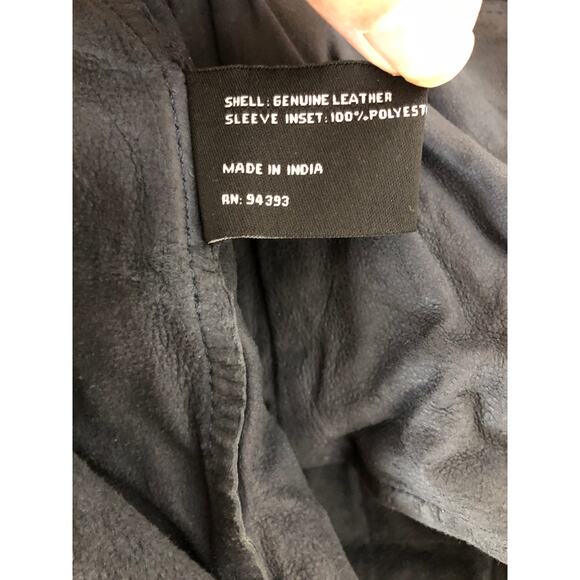 SHELL: GENUINE LEATHER
SLEEVE INSET: 100% POLYEST
MADE IN INDIA
RN: 94393